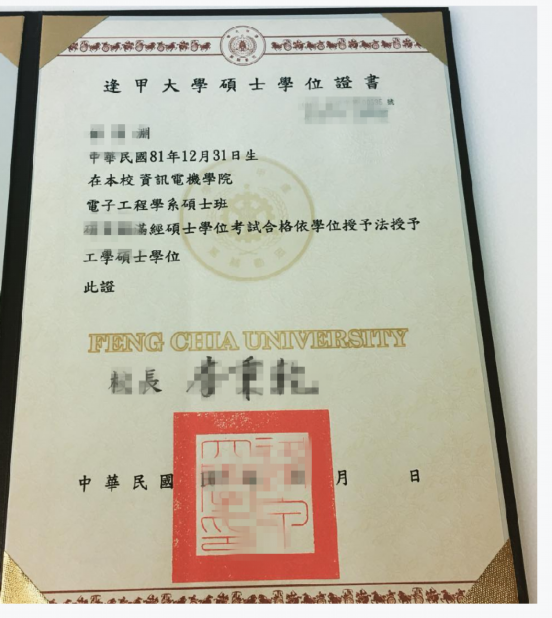 逢甲大學碩士學位證書
號
中華民國81年12月31日生
在本校資訊電機學院
電子工程學系碩士班
經碩士學位考試合格依學位授予法授予
工學碩士學位
此證
FENG CHIA UNIVERSITY
校長
中華民國 月 日